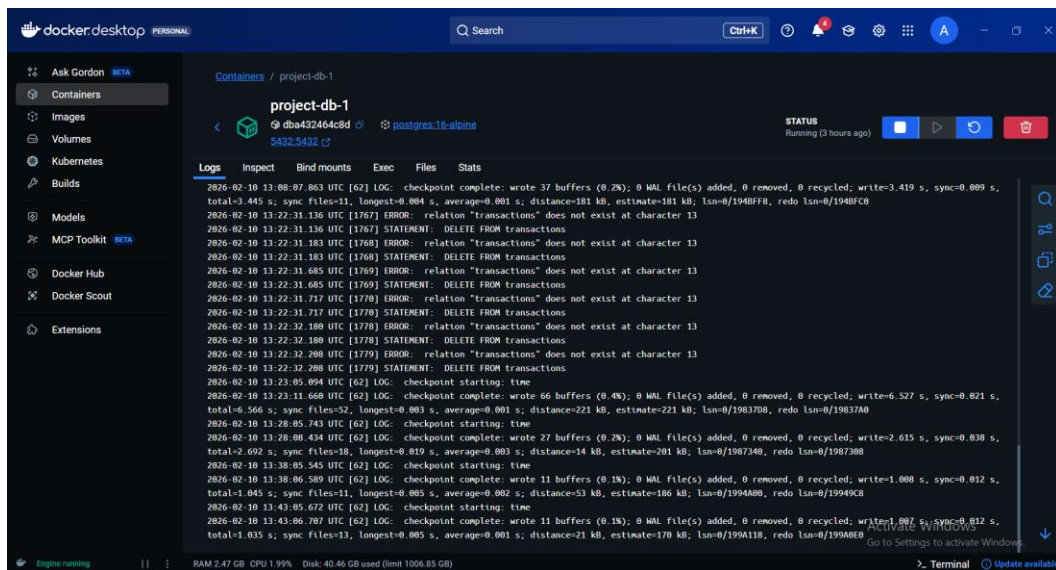 docker.desktop PERSONAL
Search
Ctrl+K
4
A
Ask Gordon BETA
Containers
Images
Volumes
Kubernetes
Builds
Models
MCP Toolkit BETA
Docker Hub
Docker Scout
Extensions
Containers / project-db-1
project-db-1
dba432464c8d postgres:16-alpine
5432:5432
STATUS
Running (3 hours ago)
Logs Inspect Bind mounts Exec Files Stats
2026-02-10 13:08:07.863 UTC [62] LOG: checkpoint complete: wrote 37 buffers (0.2%); 0 WAL file(s) added, 0 removed, 0 recycled; write=3.419 s, sync=0.009 s,
total=3.445 s; sync files=11, longest=0.004 s, average=0.001 s; distance=181 kB, estimate=181 kB; lsn=0/194BFF8, redo lsn=0/194BFC0
2026-02-10 13:22:31.136 UTC [1767] ERROR: relation "transactions" does not exist at character 13
2026-02-10 13:22:31.136 UTC [1767] STATEMENT: DELETE FROM transactions
2026-02-10 13:22:31.183 UTC [1768] ERROR: relation "transactions" does not exist at character 13
2026-02-10 13:22:31.183 UTC [1768] STATEMENT: DELETE FROM transactions
2026-02-10 13:22:31.685 UTC [1769] ERROR: relation "transactions" does not exist at character 13
2026-02-10 13:22:31.685 UTC [1769] STATEMENT: DELETE FROM transactions
2026-02-10 13:22:31.717 UTC [1770] ERROR: relation "transactions" does not exist at character 13
2026-02-10 13:22:31.717 UTC [1770] STATEMENT: DELETE FROM transactions
2026-02-10 13:22:32.180 UTC [1778] ERROR: relation "transactions" does not exist at character 13
2026-02-10 13:22:32.180 UTC [1778] STATEMENT: DELETE FROM transactions
2026-02-10 13:22:32.208 UTC [1779] ERROR: relation "transactions" does not exist at character 13
2026-02-10 13:22:32.208 UTC [1779] STATEMENT: DELETE FROM transactions
2026-02-10 13:23:05.094 UTC [62] LOG: checkpoint starting: time
2026-02-10 13:23:11.660 UTC [62] LOG: checkpoint complete: wrote 66 buffers (0.4%); 0 WAL file(s) added, 0 removed, 0 recycled; write=6.527 s, sync=0.021 s,
total=6.566 s; sync files=52, longest=0.003 s, average=0.001 s; distance=221 kB, estimate=221 kB; lsn=0/19837D8, redo lsn=0/19837A0
2026-02-10 13:28:05.743 UTC [62] LOG: checkpoint starting: time
2026-02-10 13:28:08.434 UTC [62] LOG: checkpoint complete: wrote 27 buffers (0.2%); 0 WAL file(s) added, 0 removed, 0 recycled; write=2.615 s, sync=0.038 s,
total=2.692 s; sync files=18, longest=0.019 s, average=0.003 s; distance=14 kB, estimate=201 kB; lsn=0/1987340, redo lsn=0/1987308
2026-02-10 13:38:05.545 UTC [62] LOG: checkpoint starting: time
2026-02-10 13:38:06.589 UTC [62] LOG: checkpoint complete: wrote 11 buffers (0.1%); 0 WAL file(s) added, 0 removed, 0 recycled; write=1.008 s, sync=0.012 s,
total=1.045 s; sync files=11, longest=0.005 s, average=0.002 s; distance=53 kB, estimate=186 kB; lsn=0/1994A00, redo lsn=0/19949C8
2026-02-10 13:43:05.672 UTC [62] LOG: checkpoint starting: time
2026-02-10 13:43:06.707 UTC [62] LOG: checkpoint complete: wrote 11 buffers (0.1%); 0 WAL file(s) added, 0 removed, 0 recycled; write=1.007 s, sync=0.012 s,
total=1.035 s; sync files=13, longest=0.005 s, average=0.001 s; distance=21 kB, estimate=170 kB; lsn=0/199A118, redo lsn=0/199A0E0
Activate Windows
Go to Settings to activate Windows.
Engine running
RAM 2.47 GB CPU 1.99% Disk: 40.46 GB used (limit 1006.85 GB)
Terminal
Update available